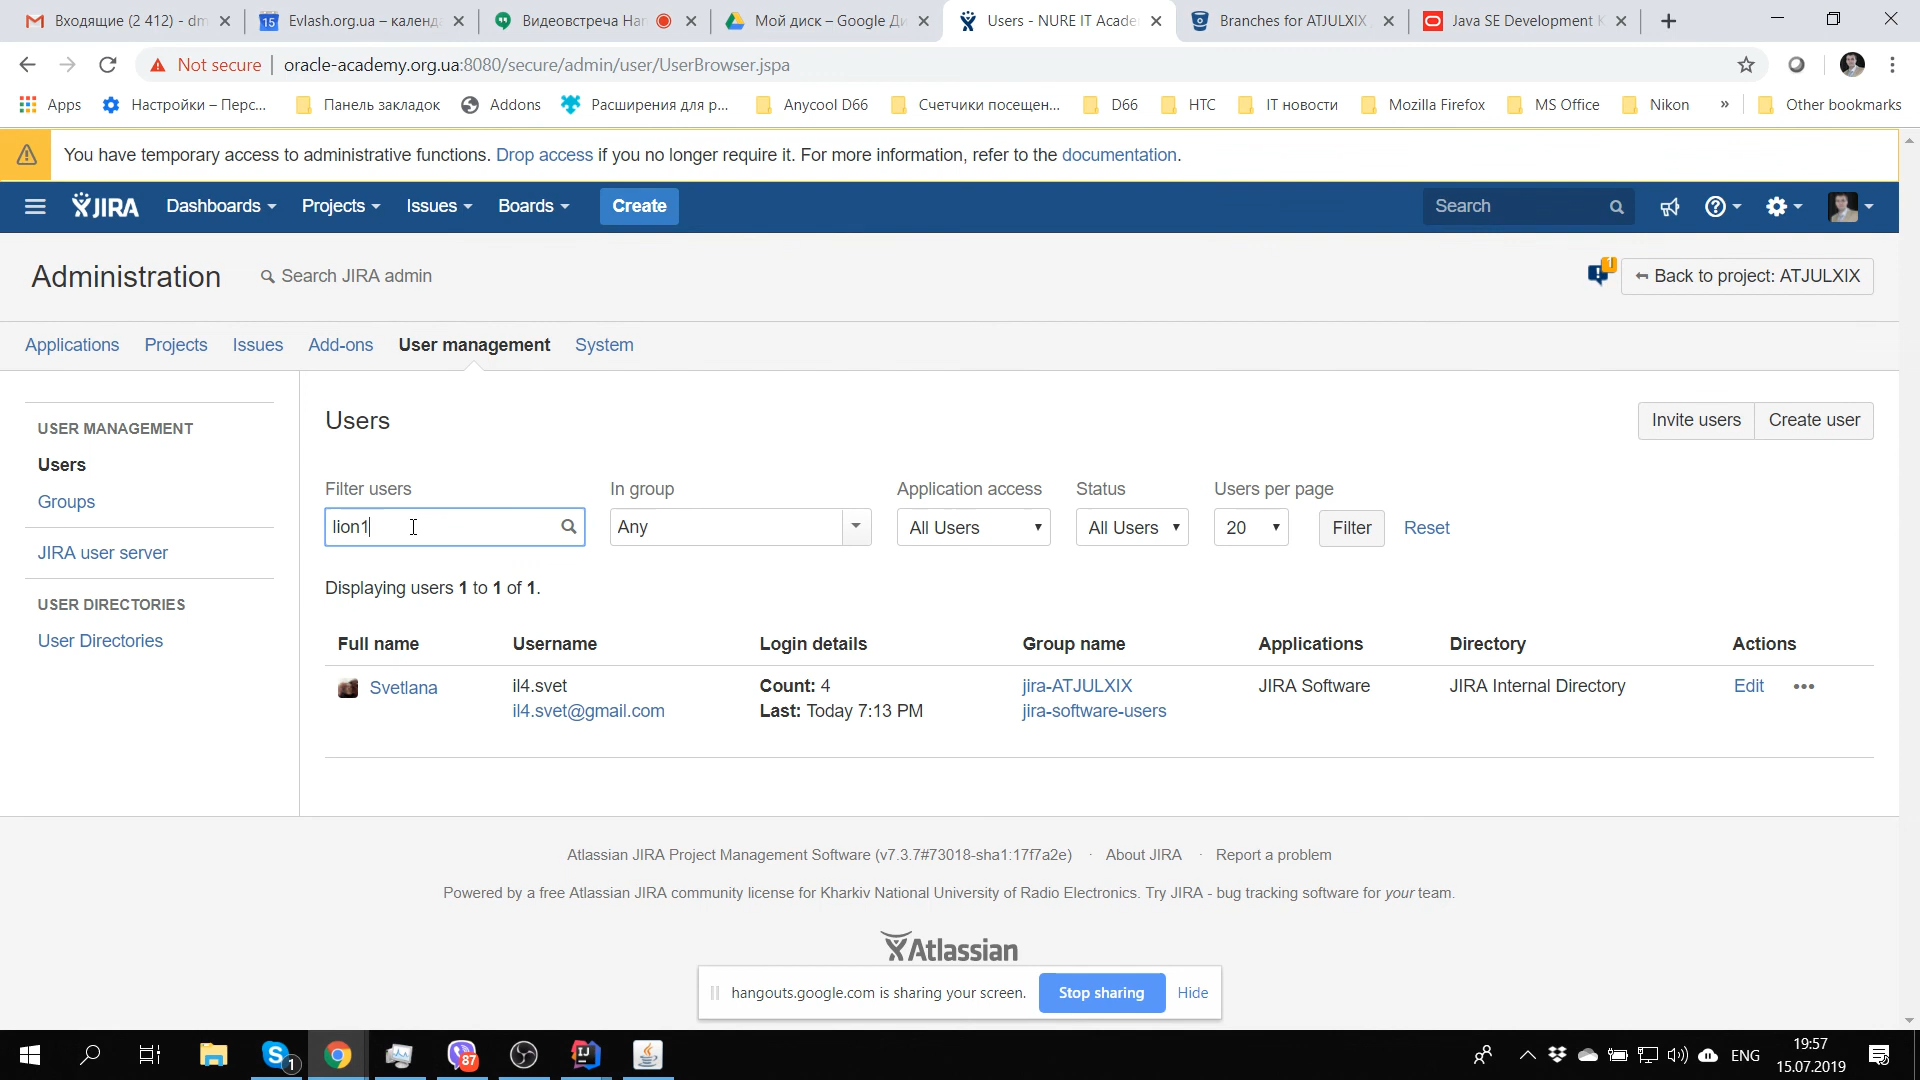 Входящие (2 412) - dm
Evlash.org.ua – календ
Видеовстреча Han
Мой диск – Google Ди
Users - NURE IT Acade
Branches for ATJULXIX
Java SE Development K
Not secure
oracle-academy.org.ua:8080/secure/admin/user/UserBrowser.jspa
Apps
Настройки – Перс...
Панель закладок
Addons
Расширения для р...
Anycool D66
Счетчики посещен...
D66
HTC
IT новости
Mozilla Firefox
MS Office
Nikon
»
Other bookmarks
You have temporary access to administrative functions. Drop access if you no longer require it. For more information, refer to the documentation.
JIRA
Dashboards
Projects
Issues
Boards
Create
Search
Administration
Search JIRA admin
1
Back to project: ATJULXIX
Applications
Projects
Issues
Add-ons
User management
System
USER MANAGEMENT
Users
Groups
JIRA user server
USER DIRECTORIES
User Directories
Users
Invite users
Create user
Filter users
In group
Application access
Status
Users per page
lion1
Any
All Users
All Users
20
Filter
Reset
Displaying users 1 to 1 of 1.
Full name
Username
Login details
Group name
Applications
Directory
Actions
Svetlana
il4.svet
il4.svet@gmail.com
Count: 4
Last: Today 7:13 PM
jira-ATJULXIX
jira-software-users
JIRA Software
JIRA Internal Directory
Edit
•••
Atlassian JIRA Project Management Software (v7.3.7#73018-sha1:17f7a2e) · About JIRA · Report a problem
Powered by a free Atlassian JIRA community license for Kharkiv National University of Radio Electronics. Try JIRA - bug tracking software for your team.
Atlassian
hangouts.google.com is sharing your screen.
Stop sharing
Hide
1
87
ENG
19:57
15.07.2019